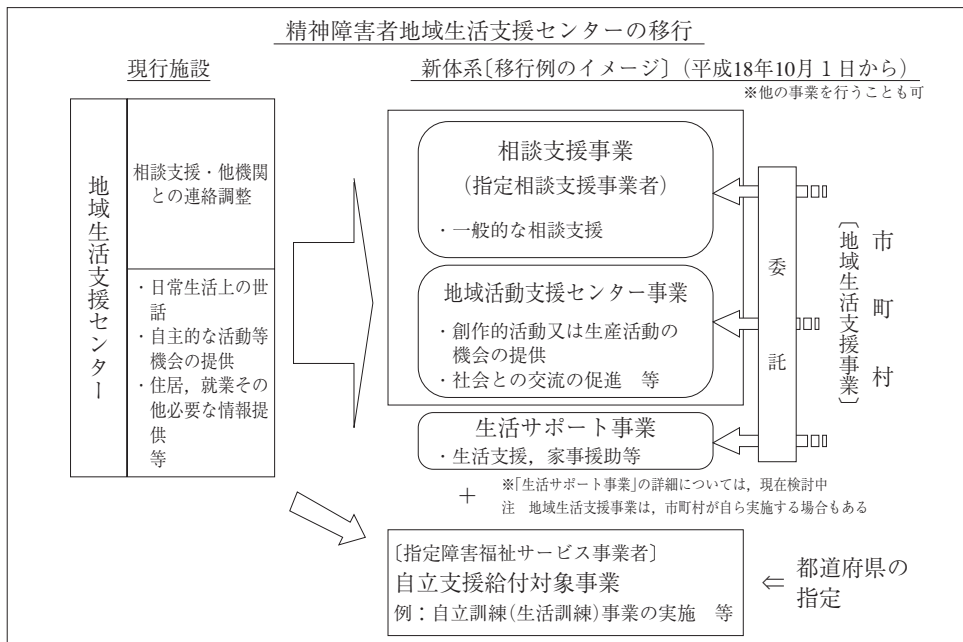 精神障害者地域生活支援センターの移行
現行施設
新体系〔移行例のイメージ〕（平成18年10月１日から）
※他の事業を行うことも可
地域生活支援センター
相談支援・他機関
との連絡調整
・日常生活上の世
話
・自主的な活動等
機会の提供
・住居，就業その
他必要な情報提
供
等
相談支援事業
（指定相談支援事業者）
・一般的な相談支援
地域活動支援センター事業
・創作的活動又は生産活動の
機会の提供
・社会との交流の促進　等
生活サポート事業
・生活支援，家事援助等
委託
〔地域生活支援事業〕
市町村
＋
※「生活サポート事業」の詳細については，現在検討中
注　地域生活支援事業は，市町村が自ら実施する場合もある
〔指定障害福祉サービス事業者〕
自立支援給付対象事業
例：自立訓練(生活訓練)事業の実施　等
⇐ 都道府県の
指定